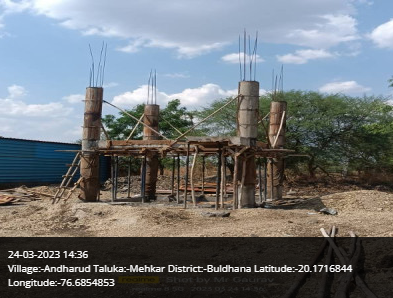 24-03-2023 14:36
Village:-Andharud Taluka:-Mehkar District:-Buldhana Latitude:-20.1716844
Longitude:-76.6854853